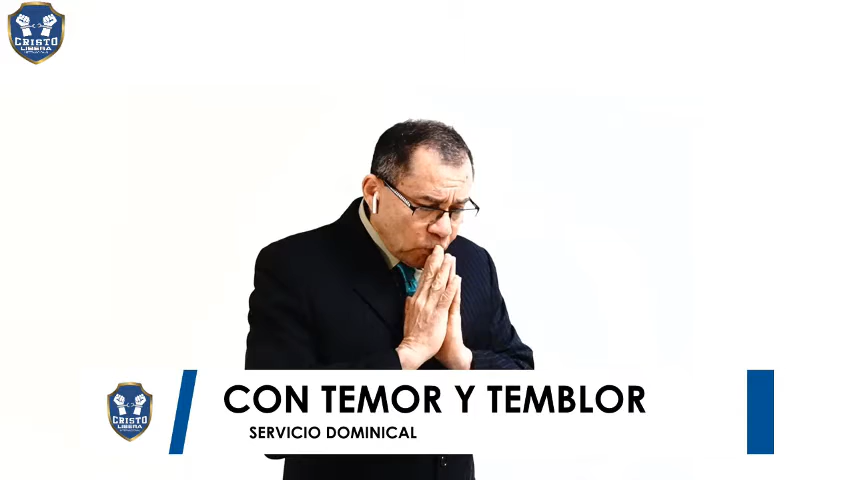 CRISTO
LIBERA
CON TEMOR Y TEMBLOR
SERVICIO DOMINICAL
CRISTO
LIBERA